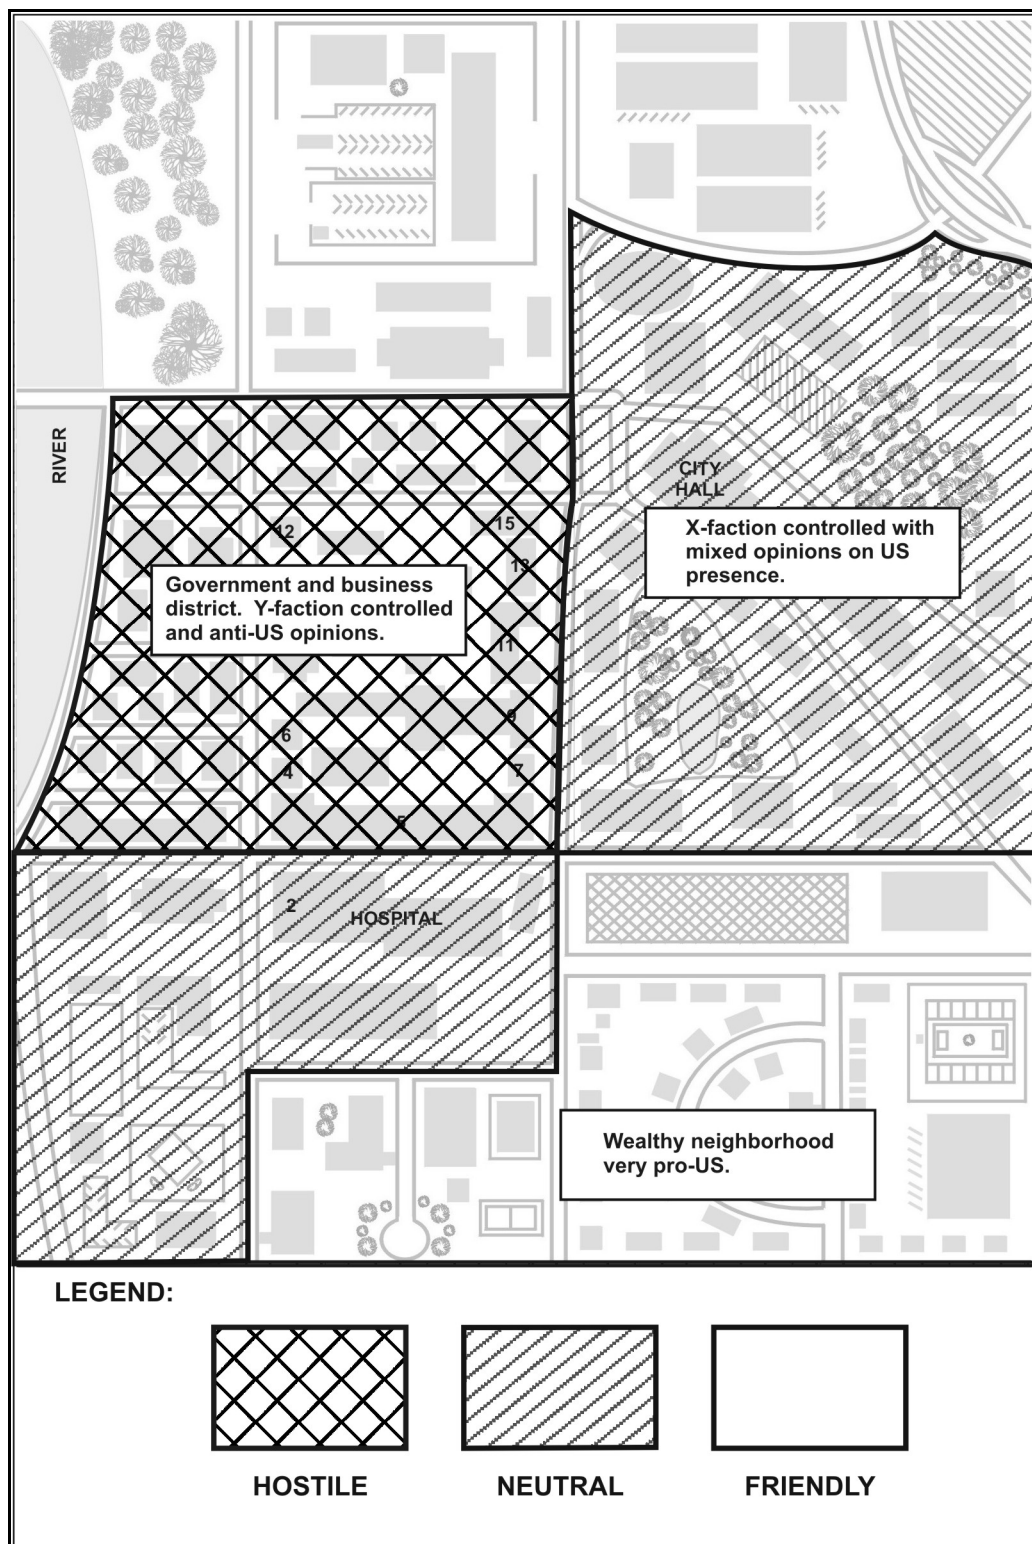 RIVER
CITY
HALL
X-faction controlled with
mixed opinions on US
presence.
12
15
13
Government and business
district. Y-faction controlled
and anti-US opinions.
11
9
6
4
7
5
2
HOSPITAL
Wealthy neighborhood
very pro-US.
LEGEND:
HOSTILE
NEUTRAL
FRIENDLY